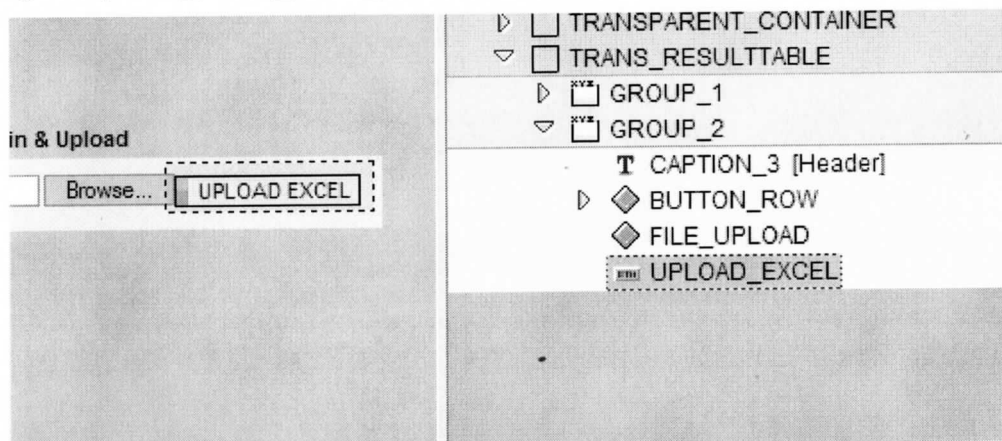 in & Upload
Browse... UPLOAD EXCEL
TRANSPARENT_CONTAINER
TRANS_RESULTTABLE
GROUP_1
GROUP_2
T CAPTION_3 [Header]
BUTTON_ROW
FILE_UPLOAD
UPLOAD_EXCEL